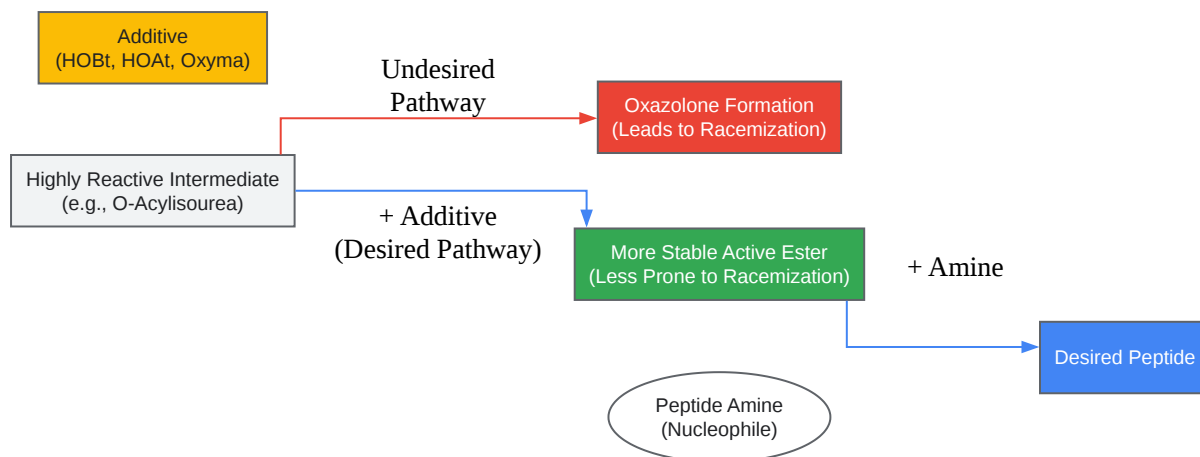 Additive
(HOBt, HOAt, Oxyma)
Undesired
Pathway
Oxazolone Formation
(Leads to Racemization)
Highly Reactive Intermediate
(e.g., O-Acylisourea)
+ Additive
(Desired Pathway)
More Stable Active Ester
(Less Prone to Racemization)
+ Amine
Desired Peptide
Peptide Amine
(Nucleophile)